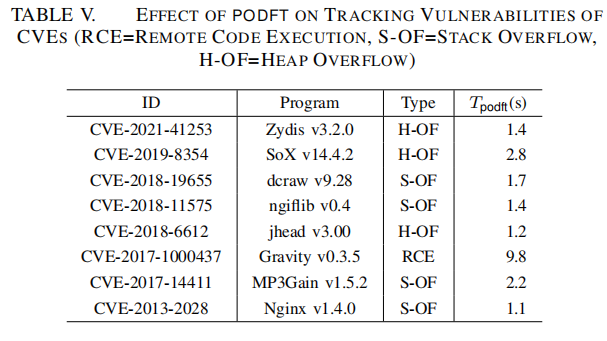 TABLE V. EFFECT OF PODFT ON TRACKING VULNERABILITIES OF
CVES (RCE=REMOTE CODE EXECUTION, S-OF=STACK OVERFLOW,
H-OF=HEAP OVERFLOW)
ID Program Type Tpodft(s)
CVE-2021-41253 Zydis v3.2.0 H-OF 1.4
CVE-2019-8354 SoX v14.4.2 H-OF 2.8
CVE-2018-19655 dcraw v9.28 S-OF 1.7
CVE-2018-11575 ngiflib v0.4 S-OF 1.4
CVE-2018-6612 jhead v3.00 H-OF 1.2
CVE-2017-1000437 Gravity v0.3.5 RCE 9.8
CVE-2017-14411 MP3Gain v1.5.2 S-OF 2.2
CVE-2013-2028 Nginx v1.4.0 S-OF 1.1